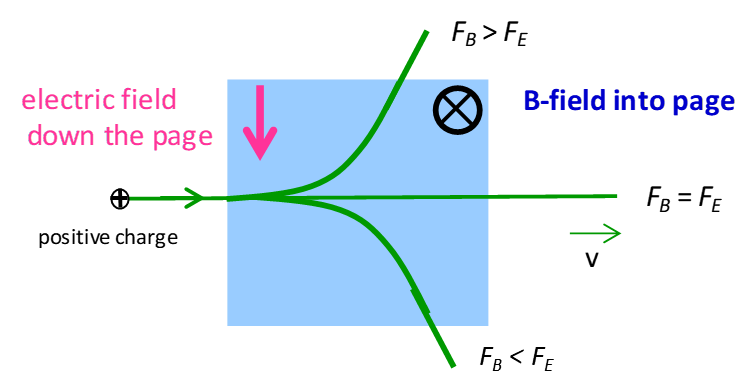 F_B > F_E
electric field
down the page
B-field into page
F_B = F_E
positive charge
v
F_B < F_E